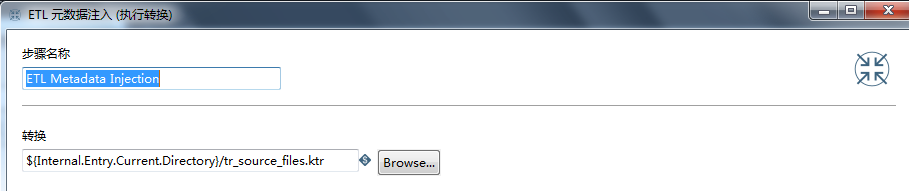 ETL 元数据注入 (执行转换)
步骤名称
ETL Metadata Injection
转换
${Internal.Entry.Current.Directory}/tr_source_files.ktr
Browse...